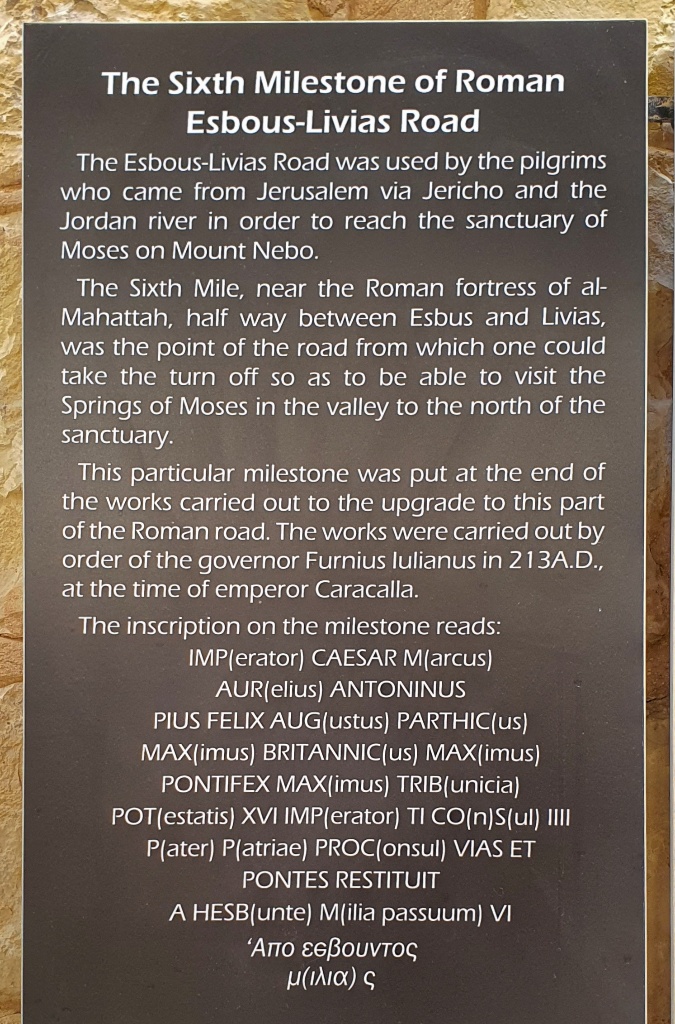 The Sixth Milestone of Roman
Esbous-Livias Road
The Esbous-Livias Road was used by the pilgrims
who came from Jerusalem via Jericho and the
Jordan river in order to reach the sanctuary of
Moses on Mount Nebo.
The Sixth Mile, near the Roman fortress of al-
Mahattah, half way between Esbus and Livias,
was the point of the road from which one could
take the turn off so as to be able to visit the
Springs of Moses in the valley to the north of the
sanctuary.
This particular milestone was put at the end of
the works carried out to the upgrade to this part
of the Roman road. The works were carried out by
order of the governor Furnius Iulianus in 213A.D.,
at the time of emperor Caracalla.
The inscription on the milestone reads:
IMP(erator) CAESAR M(arcus)
AUR(elius) ANTONINUS
PIUS FELIX AUG(ustus) PARTHIC(us)
MAX(imus) BRITANNIC(us) MAX(imus)
PONTIFEX MAX(imus) TRIB(unicia)
POT(estatis) XVI IMP(erator) TI CO(n)S(ul) IIII
P(ater) P(atriae) PROC(onsul) VIAS ET
PONTES RESTITUIT
A HESB(unte) M(ilia passuum) VI
‘Απο εϭβουντος
μ(ιλια) ς